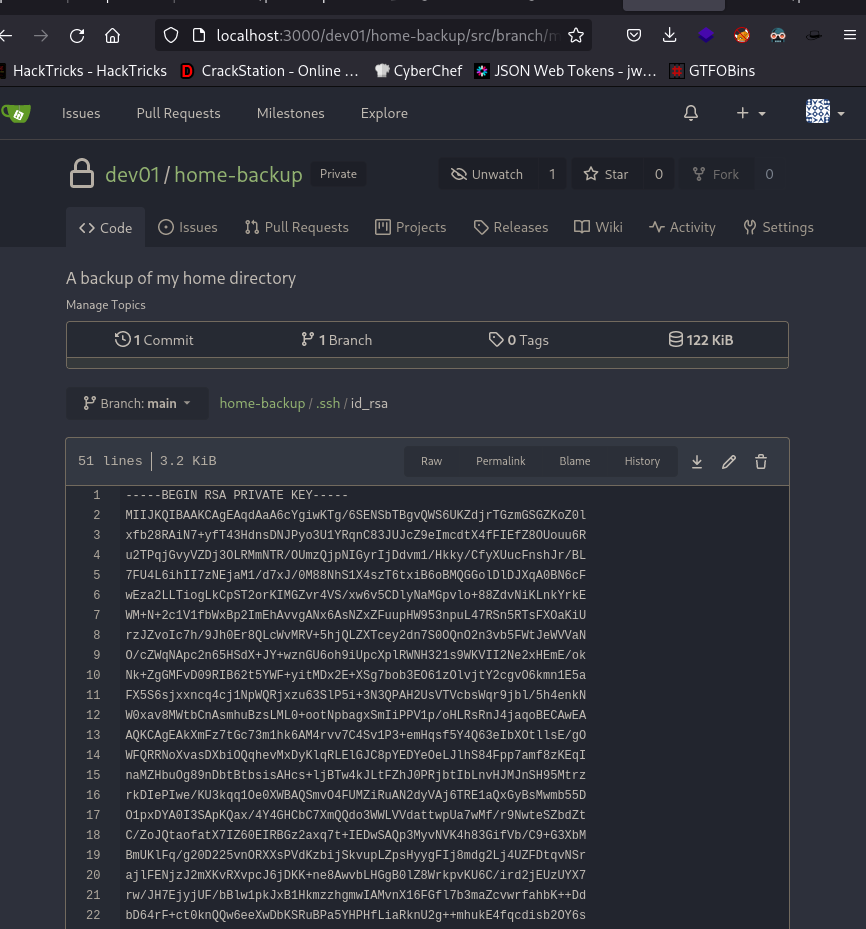 localhost:3000/dev01/home-backup/src/branch/m
HackTricks - HackTricks CrackStation - Online ... CyberChef JSON Web Tokens - jw... GTFOBins
Issues Pull Requests Milestones Explore
dev01 / home-backup Private Unwatch 1 Star 0 Fork 0
Code Issues Pull Requests Projects Releases Wiki Activity Settings
A backup of my home directory
Manage Topics
1 Commit 1 Branch 0 Tags 122 KiB
Branch: main home-backup / .ssh / id_rsa
51 lines 3.2 KiB Raw Permalink Blame History
1 -----BEGIN RSA PRIVATE KEY-----
2 MIIJKQIBAAKCAgEAqdAaA6cYgiwKTg/6SENSbTBgvQWS6UKZdjrTGzmGSGZKoZ0l
3 xfb28RAiN7+yfT43HdnsDNJPyo3U1YRqnC83JUJcZ9eImcdtX4fFIEfZ8OUouu6R
4 u2TPqjGvyVZDj3OLRMmNTR/OUmzQjpNIGyrIjDdvm1/Hkky/CfyXUucFnshJr/BL
5 7FU4L6ihII7zNEjaM1/d7xJ/0M88NhS1X4szT6txiB6oBMQGGolDlDJXqA0BN6cF
6 wEza2LLTiogLkCpST2orKIMGZvr4VS/xw6v5CDlyNaMGpvlo+88ZdvNiKLnkYrkE
7 WM+N+2c1V1fbWxBp2ImEhAvvgANx6AsNZxZFuupHW953npuL47RSn5RTsFXOaKiU
8 rzJZvoIc7h/9Jh0Er8QLcWvMRV+5hjQLZXTcey2dn7S0OQnO2n3vb5FWtJeWVVaN
9 O/cZWqNApc2n65HSdX+JY+wznGU6oh9iUpcXplRWNH321s9WKVII2Ne2xHEmE/ok
10 Nk+ZgGMFvD09RIB62t5YWF+yitMDx2E+XSg7bob3EO61zOlvjtY2cgvO6kmn1E5a
11 FX5S6sjxxncq4cj1NpWQRjxzu63SlP5i+3N3QPAH2UsVTVcbsWqr9jbl/5h4enkN
12 W0xav8MWtbCnAsmhuBzsLML0+ootNpbagxSmIiPPV1p/oHLRsRnJ4jaqoBECAwEA
13 AQKCAgEAkXmFz7tGc73m1hk6AM4rvv7C4Sv1P3+emHqsf5Y4Q63eIbXOtllsE/gO
14 WFQRRNoXvasDXbiOQqhevMxDyKlqRLElGJC8pYEDYeOeLJlhS84Fpp7amf8zKEqI
15 naMZHbuOg89nDbtBtbsisAHcs+ljBTw4kJLtFZhJ0PRjbtIbLnvHJMJnSH95Mtrz
16 rkDIePIwe/KU3kqq1Oe0XWBAQSmvO4FUMZiRuAN2dyVAj6TRE1aQxGyBsMwmb55D
17 O1pxDYA0I3SApKQax/4Y4GHCbC7XmQQdo3WWLVVdattwpUa7wMf/r9NwteSZbdZt
18 C/ZoJQtaofatX7IZ60EIRBGz2axq7t+IEDwSAQp3MyvNVK4h83GifVb/C9+G3XbM
19 BmUKlFq/g20D225vnORXXsPVdKzbijSkvupLZpsHyygFIj8mdg2Lj4UZFDtqvNSr
20 ajlFENjzJ2mXKvRXvpcJ6jDKK+ne8AwvbLHGgB0lZ8WrkpvKU6C/ird2jEUzUYX7
21 rw/JH7EjyjUF/bBlw1pkJxB1HkmzzhgmwIAMvnX16FGfl7b3maZcvwrfahbK++Dd
22 bD64rF+ct0knQQw6eeXwDbKSRuBPa5YHPHfLiaRknU2g++mhukE4fqcdisb2OY6s